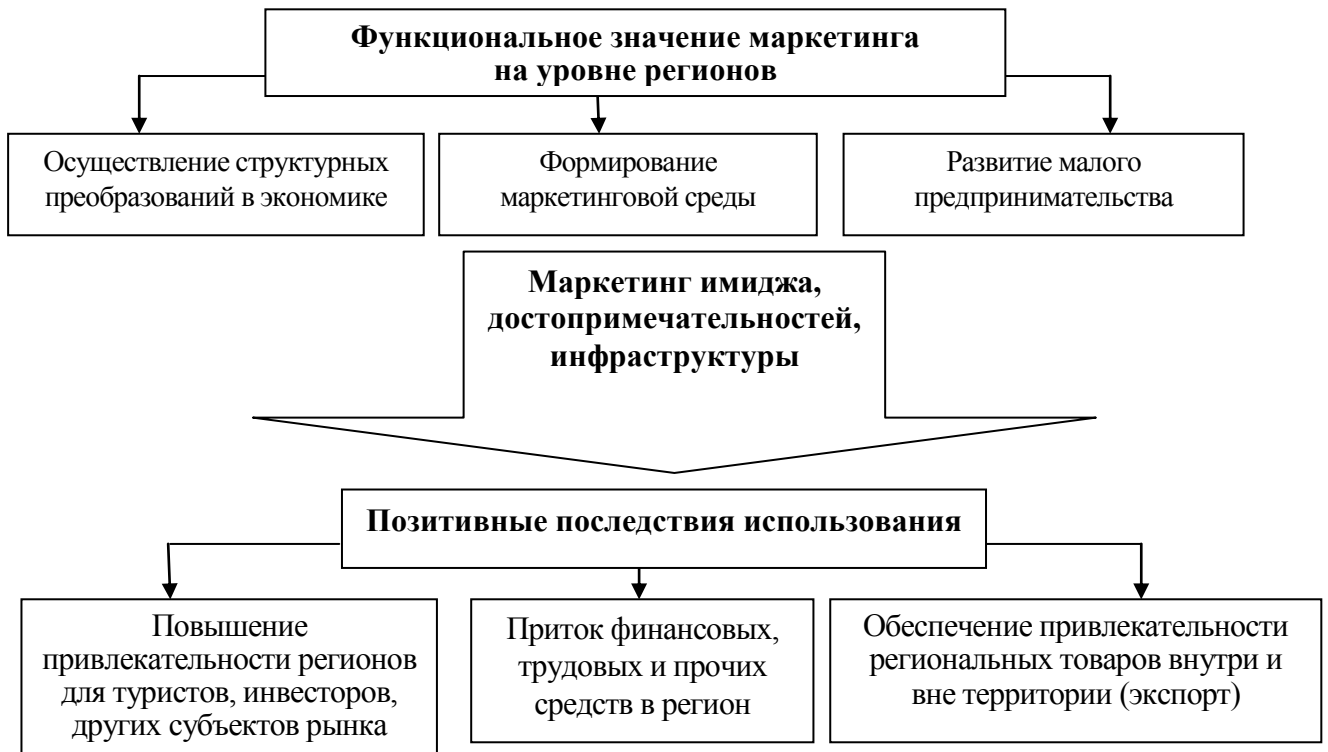 Функциональное значение маркетинга
на уровне регионов
Осуществление структурных
преобразований в экономике
Формирование
маркетинговой среды
Развитие малого
предпринимательства
Маркетинг имиджа,
достопримечательностей,
инфраструктуры
Позитивные последствия использования
Повышение
привлекательности регионов
для туристов, инвесторов,
других субъектов рынка
Приток финансовых,
трудовых и прочих
средств в регион
Обеспечение привлекательности
региональных товаров внутри и
вне территории (экспорт)